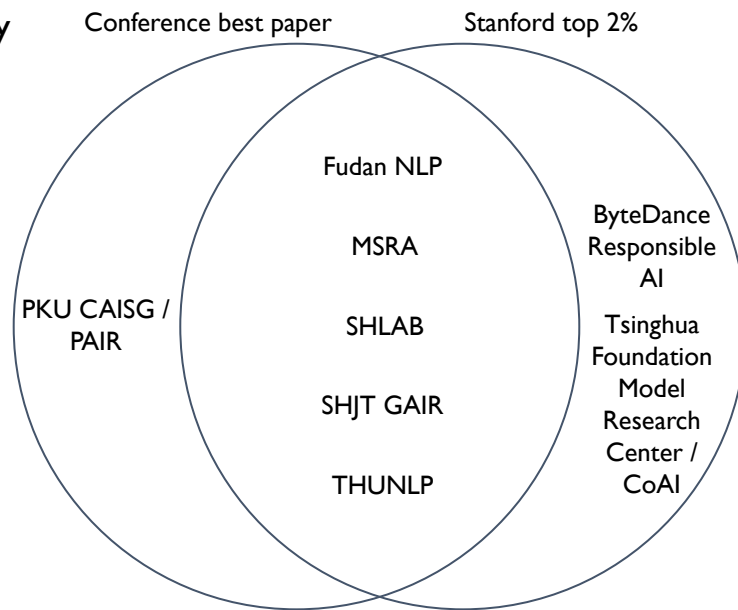 y
Conference best paper
Stanford top 2%
Fudan NLP
MSRA
SHLAB
SHJT GAIR
THUNLP
PKU CAISG /
PAIR
ByteDance
Responsible
AI
Tsinghua
Foundation
Model
Research
Center /
CoAI